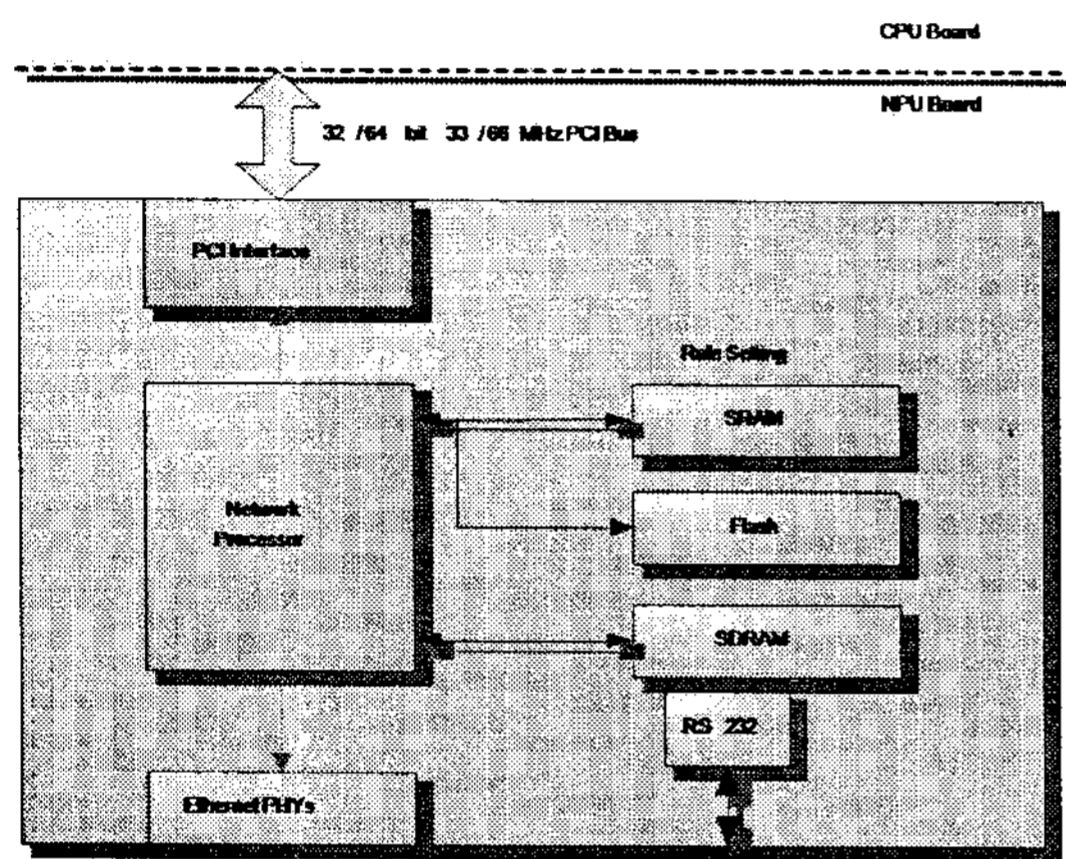 CPU Board
NPU Board
32 /64 bit 33 /66 MHz PCI Bus
PCI Interface
Rule Setting
SRAM
Network
Processor
Flash
SDRAM
RS 232
Ethernet PHYs